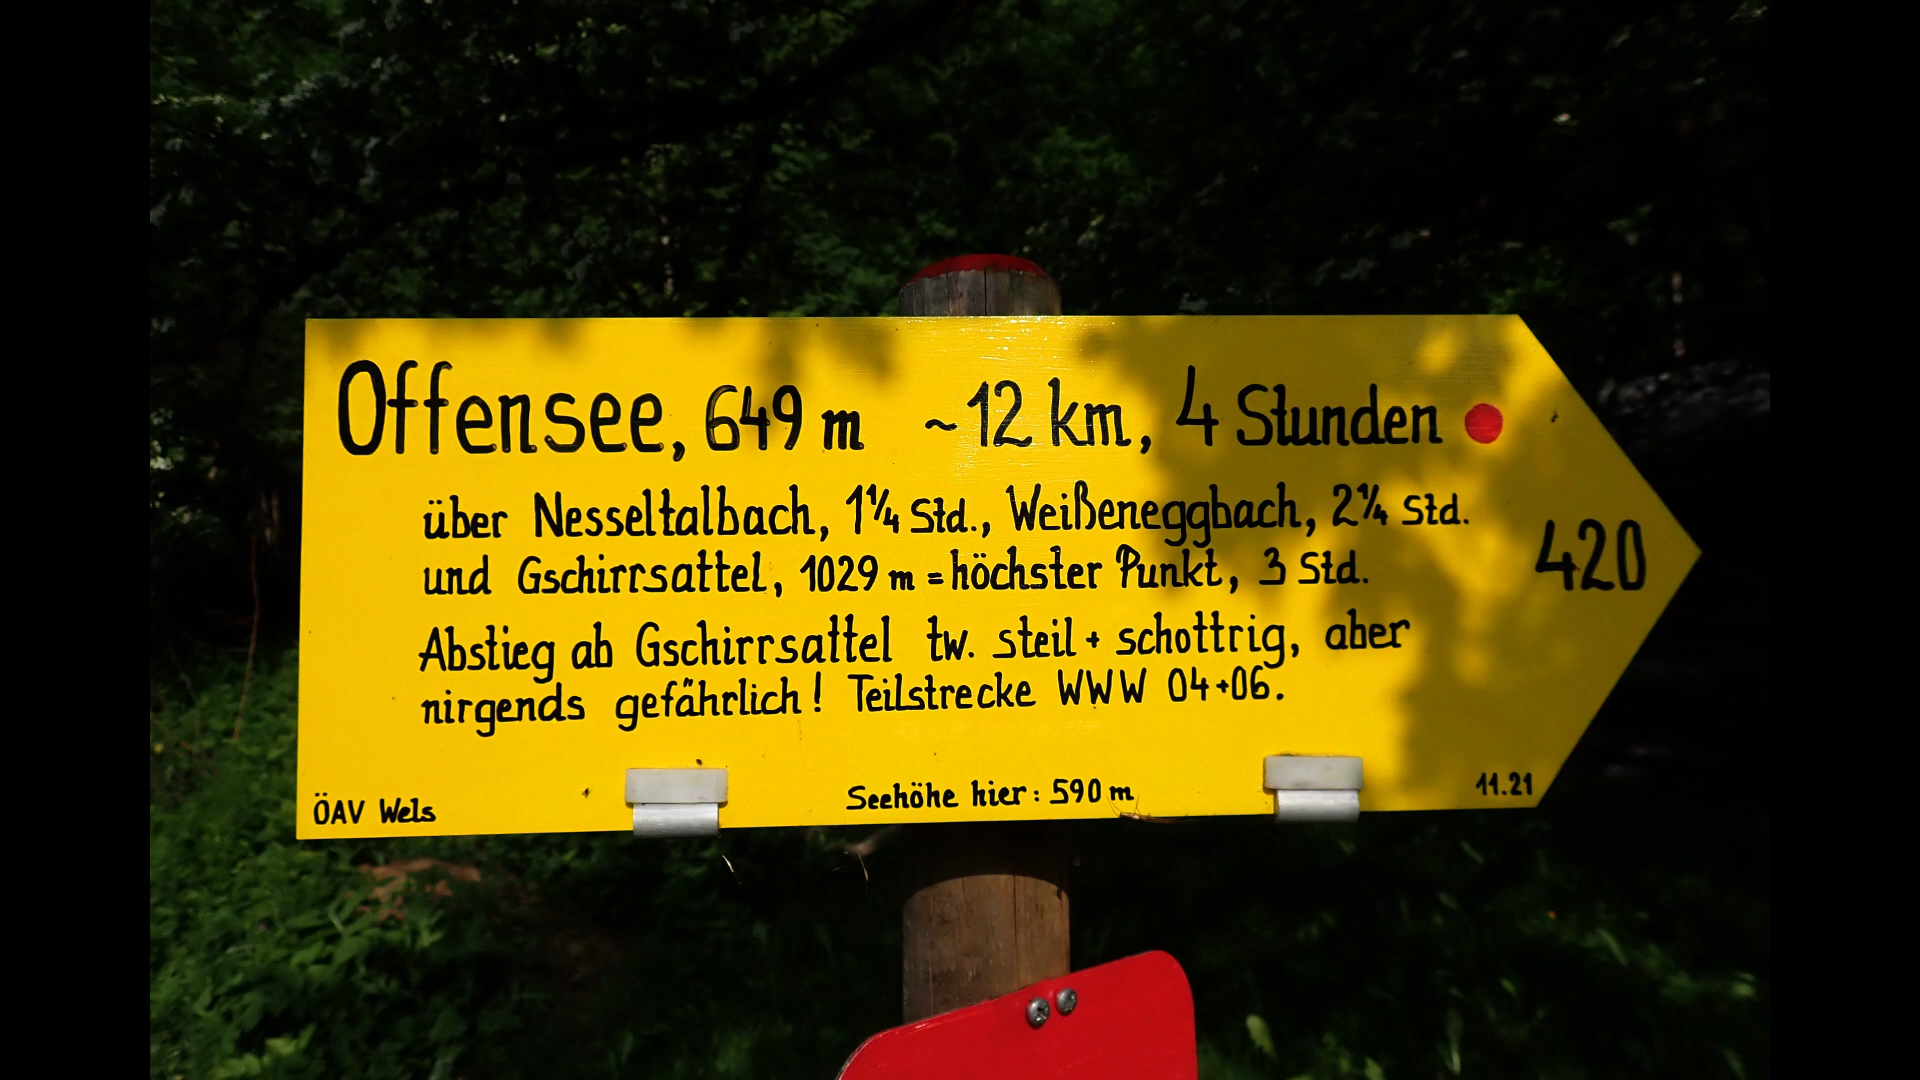 Offensee, 649 m ~12 km, 4 Stunden
über Nesseltalbach, 1¼ Std., Weißeneggbach, 2¼ Std.
und Gschirrsattel, 1029 m = höchster Punkt, 3 Std.
420
Abstieg ab Gschirrsattel tw. steil + schottrig, aber
nirgends gefährlich! Teilstrecke WWW 04+06.
ÖAV Wels
Seehöhe hier: 590 m
11.21